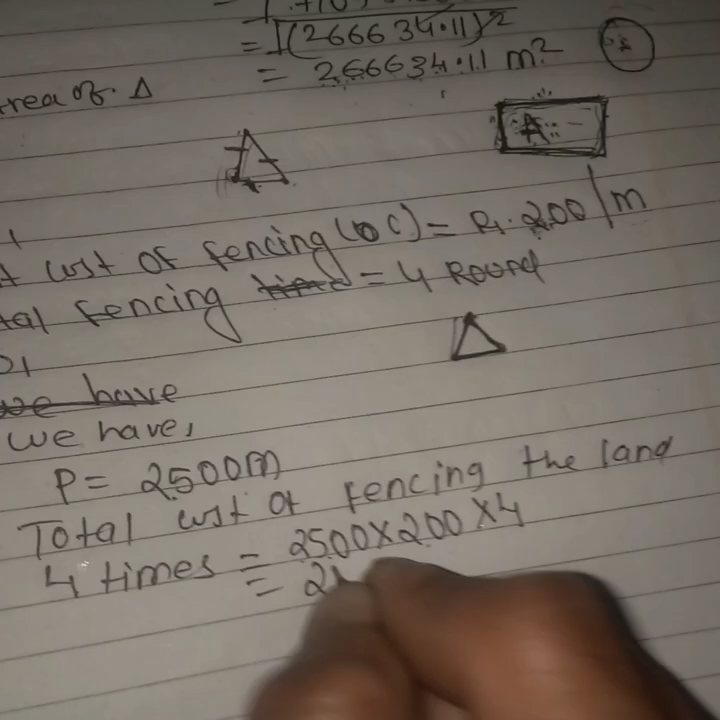 = √(266634.11)²
= 266634.11 m²
Area of Δ
A
cost of fencing ( C) = R. 200/m
fencing = 4 Round
we have
we have,
P = 2500m
Total cost of fencing the land
4 times = 2500×200×4
= 2